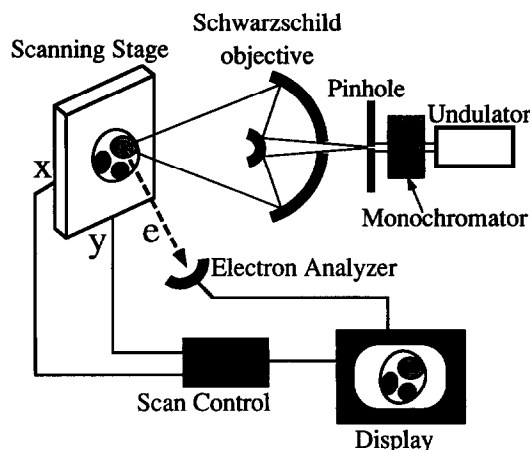 Schwarzschild
objective
Scanning Stage
Pinhole
Undulator
x
Monochromator
y
e
Electron Analyzer
Scan Control
Display